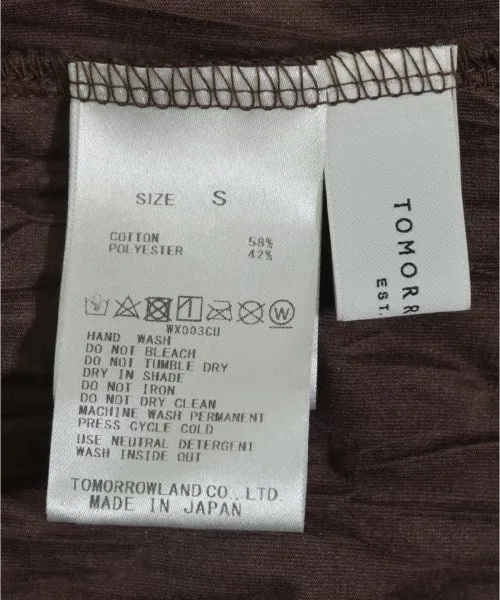 SIZE S
COTTON 58%
POLYESTER 42%
W
WX003CU
HAND WASH
DO NOT BLEACH
DO NOT TUMBLE DRY
DRY IN SHADE
DO NOT IRON
DO NOT DRY CLEAN
MACHINE WASH PERMANENT
PRESS CYCLE COLD
USE NEUTRAL DETERGENT
WASH INSIDE OUT
TOMORROWLAND CO., LTD.
MADE IN JAPAN
TOMORR
EST.